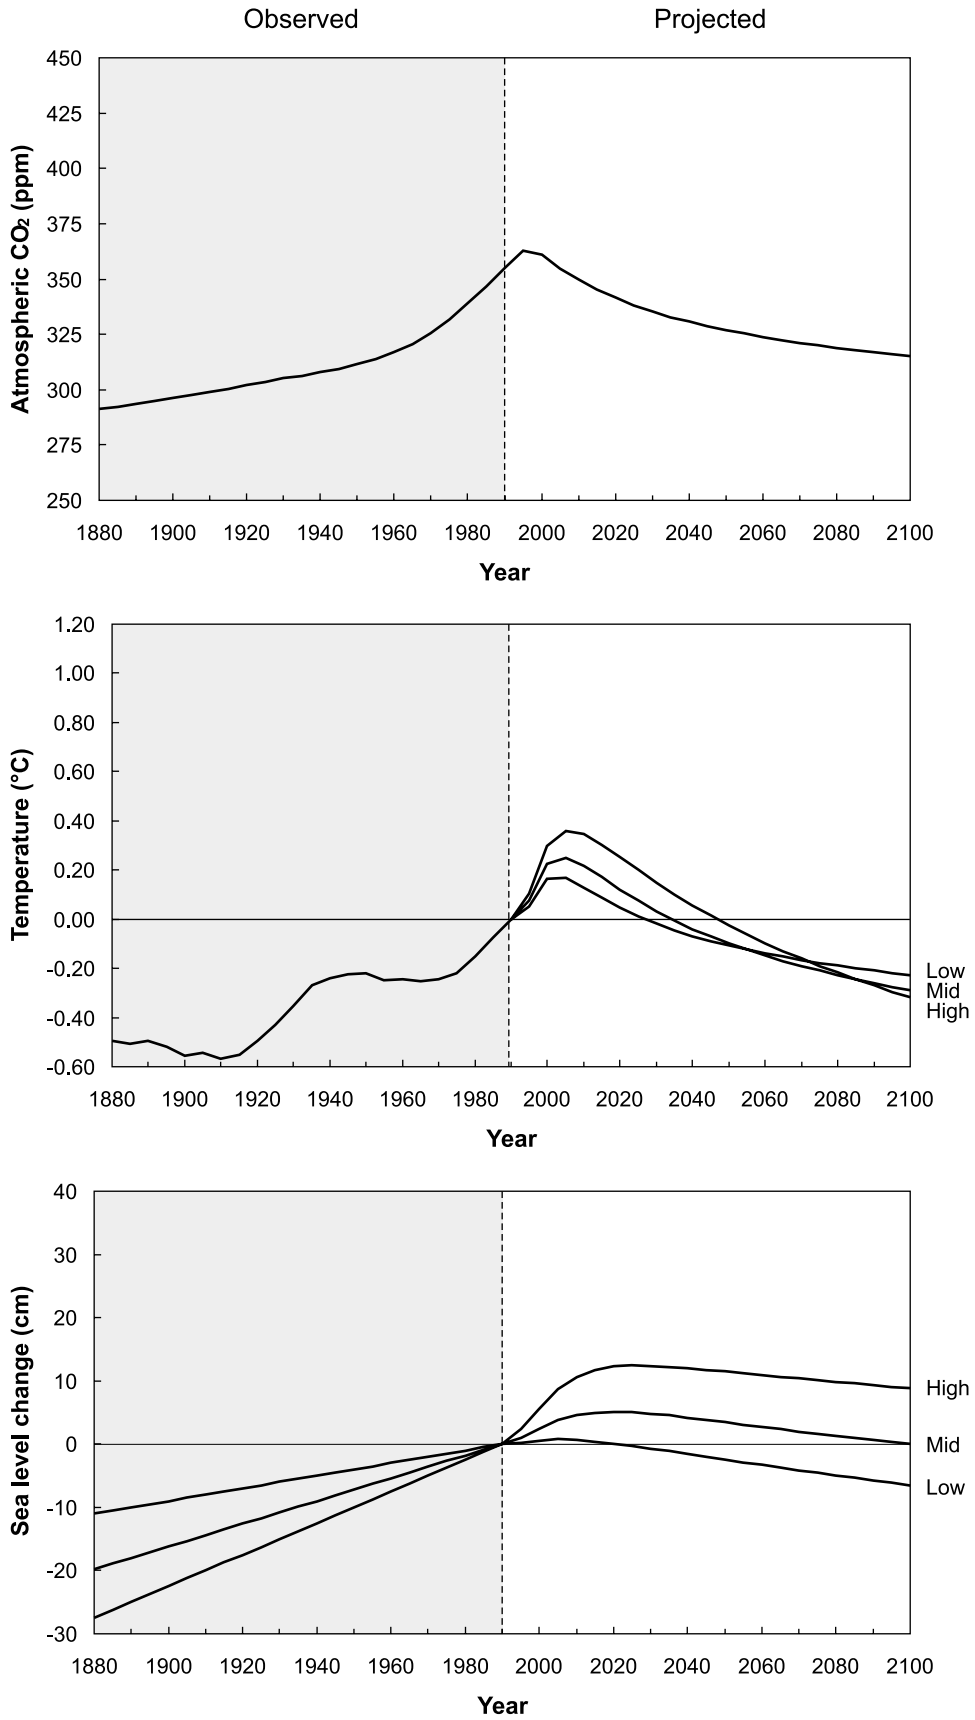 Observed Projected
450
425
400
375
350
325
300
275
250
Atmospheric CO₂ (ppm)
1880 1900 1920 1940 1960 1980 2000 2020 2040 2060 2080 2100
Year
1.20
1.00
0.80
0.60
0.40
0.20
0.00
-0.20
-0.40
-0.60
Temperature (°C)
Low
Mid
High
1880 1900 1920 1940 1960 1980 2000 2020 2040 2060 2080 2100
Year
40
30
20
10
0
-10
-20
-30
Sea level change (cm)
High
Mid
Low
1880 1900 1920 1940 1960 1980 2000 2020 2040 2060 2080 2100
Year